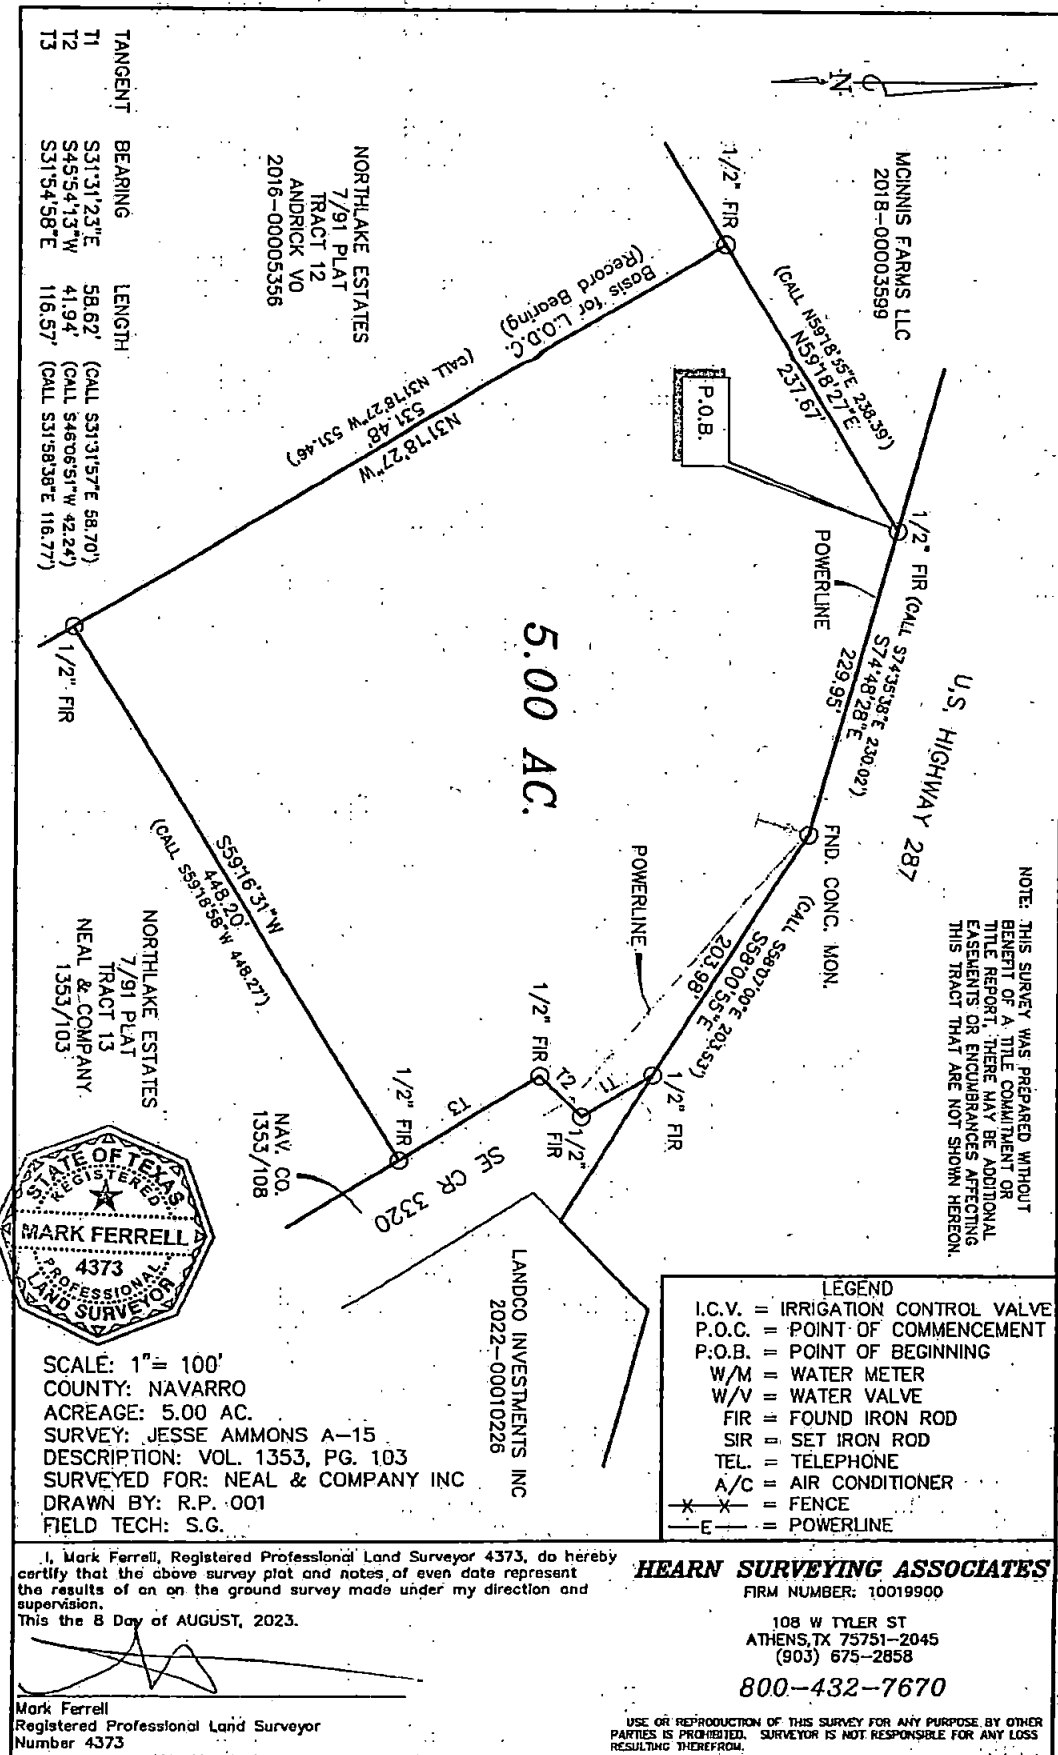 N
MCINNIS FARMS LLC
2018-00003599
1/2" FIR
(CALL N59°18'55"E 238.39')
N59°18'27"E
237.67'
P.O.B.
1/2" FIR
POWERLINE
(CALL S74°35'38"E 230.02')
S74°48'28"E
229.95'
U.S. HIGHWAY 287
FND. CONC. MON.
(CALL S58°07'00"E 203.53')
S58°00'55"E
203.98'
POWERLINE
1/2" FIR
T1
1/2"
FIR
T2
1/2" FIR
T3
1/2" FIR
SE CR 3320
NAV. CO.
1353/108
LANDCO INVESTMENTS INC
2022-00010226
NOTE: THIS SURVEY WAS PREPARED WITHOUT
BENEFIT OF A TITLE COMMITMENT OR
TITLE REPORT, THERE MAY BE ADDITIONAL
EASEMENTS OR ENCUMBRANCES AFFECTING
THIS TRACT THAT ARE NOT SHOWN HEREON.
5.00 AC.
Basis for L.O.D.C.
(Record Bearing)
N31°18'27"W
531.48'
(CALL N31°18'27"W 531.46')
NORTHLAKE ESTATES
7/91 PLAT
TRACT 12
ANDRICK VO
2016-00005356
1/2" FIR
S59°16'31"W
448.20'
(CALL S59°18'58"W 448.27')
NORTHLAKE ESTATES
7/91 PLAT
TRACT 13
NEAL & COMPANY
1353/103
TANGENT BEARING LENGTH
T1 S31°31'23"E 58.62' (CALL S31°31'57"E 58.70')
T2 S45°54'13"W 41.94' (CALL S46°06'51"W 42.24')
T3 S31°54'58"E 116.57' (CALL S31°58'38"E 116.77')
STATE OF TEXAS
REGISTERED
MARK FERRELL
4373
PROFESSIONAL
LAND SURVEYOR
LEGEND
I.C.V. = IRRIGATION CONTROL VALVE
P.O.C. = POINT OF COMMENCEMENT
P.O.B. = POINT OF BEGINNING
W/M = WATER METER
W/V = WATER VALVE
FIR = FOUND IRON ROD
SIR = SET IRON ROD
TEL. = TELEPHONE
A/C = AIR CONDITIONER
X X = FENCE
E = POWERLINE
SCALE: 1"= 100'
COUNTY: NAVARRO
ACREAGE: 5.00 AC.
SURVEY: JESSE AMMONS A-15
DESCRIPTION: VOL. 1353, PG. 103
SURVEYED FOR: NEAL & COMPANY INC
DRAWN BY: R.P. 001
FIELD TECH: S.G.
I, Mark Ferrell, Registered Professional Land Surveyor 4373, do hereby
certify that the above survey plat and notes of even date represent
the results of an on the ground survey made under my direction and
supervision.
This the 8 Day of AUGUST, 2023.
Mark Ferrell
Registered Professional Land Surveyor
Number 4373
HEARN SURVEYING ASSOCIATES
FIRM NUMBER: 10019900
108 W TYLER ST
ATHENS,TX 75751-2045
(903) 675-2858
800-432-7670
USE OR REPRODUCTION OF THIS SURVEY FOR ANY PURPOSE BY OTHER
PARTIES IS PROHIBITED. SURVEYOR IS NOT RESPONSIBLE FOR ANY LOSS
RESULTING THEREFROM.